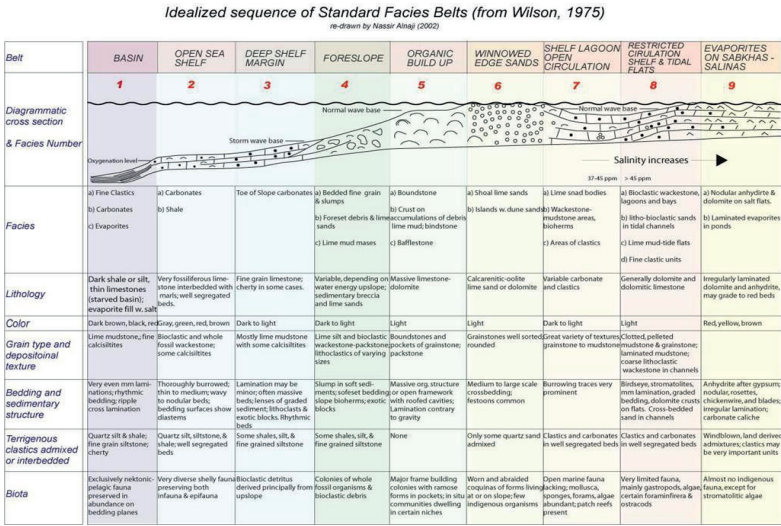 Idealized sequence of Standard Facies Belts (from Wilson, 1975)
re-drawn by Nassir Alnaji (2002)
Belt
BASIN
OPEN SEA
SHELF
DEEP SHELF
MARGIN
FORESLOPE
ORGANIC
BUILD UP
WINNOWED
EDGE SANDS
SHELF LAGOON
OPEN
CIRCULATION
RESTRICTED
CIRULATION
SHELF & TIDAL
FLATS
EVAPORITES
ON SABKHAS -
SALINAS
1
2
3
4
5
6
7
8
9
Diagrammatic
cross section
& Facies Number
Normal wave base
Normal wave base
Storm wave base
Oxygenation level
Salinity increases
37-45 ppm
> 45 ppm
Facies
a) Fine Clastics
b) Carbonates
c) Evaporites
a) Carbonates
b) Shale
Toe of Slope carbonates
a) Bedded fine grain
& slumps
b) Foreset debris & lime
sands
c) Lime mud mases
a) Boundstone
b) Crust on
accumulations of debris
lime mud; bindstone
c) Bafflestone
a) Shoal lime sands
b) Islands w. dune sands
a) Lime snad bodies
b) Wackestone-
mudstone areas,
bioherms
c) Areas of clastics
a) Bioclastic wackestone,
lagoons and bays
b) litho-bioclastic sands
in tidal channels
c) Lime mud-tide flats
d) Fine clastic units
a) Nodular anhydirte &
dolomite on salt flats.
b) Laminated evaporites
in ponds
Lithology
Dark shale or silt,
thin limestones
(starved basin);
evaporite fill w. salt
Very fossiliferous lime-
stone interbedded with
marls; well segregated
beds.
Fine grain limestone;
cherty in some cases.
Variable, depending on
water energy upslope;
sedimentary breccia
and lime sands
Massive limestone-
dolomite
Calcarenitic-oolite
lime sand or dolomite
Variable carbonate
and clastics
Generally dolomite and
dolomitic limestone
Irregularly laminated
dolomite and anhydrite,
may grade to red beds
Color
Dark brown, black, red
Gray, green, red, brown
Dark to light
Dark to light
Light
Light
Dark to light
Light
Red, yellow, brown
Grain type and
depositoinal
texture
Lime mudstone,; fine
calcisiltites
Bioclastic and whole
fossil wackestone;
some calcisiltites
Mostly lime mudstone
with some calcisiltites
Lime silt and bioclastic
wackestone-packstone;
lithoclastics of varying
sizes
Boundstones and
pockets of grainstone;
packstone
Grainstones well sorted;
rounded
Great variety of textures;
grainstone to mudstone
Clotted, pelleted
mudstone & grainstone;
laminated mudstone;
coarse lithoclastic
wackestone in channels
Bedding and
sedimentary
structure
Very even mm lami-
nations; rhythmic
bedding; ripple
cross lamination
Thoroughly burrowed;
thin to medium; wavy
to nodular beds;
bedding surfaces show
diastems
Lamination may be
minor; often massive
beds; lenses of graded
sediment; lithoclasts &
exotic blocks. Rhythmic
beds
Slump in soft sedi-
ments; sofeset bedding;
slope bioherms; exotic
blocks
Massive org. structure
or open framework
with roofed cavities;
Lamination contrary
to gravity
Medium to large scale
crossbedding;
festoons common
Burrowing traces very
prominent
Birdseye, stromatolites,
mm lamination, graded
bedding, dolomite crusts
on flats. Cross-bedded
sand in channels
Anhydrite after gypsum;
nodular, rosettes,
chickenwire, and blades;
irregular lamination;
carbonate caliche
Terrigenous
clastics admixed
or interbedded
Quartz silt & shale;
fine grain siltstone;
cherty
Quartz silt, siltstone, &
shale; well segregated
beds
Some shales, silt, &
fine grained siltstone
Some shales, silt, &
fine grained siltstone
None
Only some quartz sand
admixed
Clastics and carbonates
in well segregated beds
Clastics and carbonates
in well segregated beds
Windblown, land derived
admixtures; clastics may
be very important units
Biota
Exclusively nektonic-
pelagic fauna
preserved in
abundance on
bedding planes
Very diverse shelly fauna
preserving both
infauna & epifauna
Bioclastic detritus
derived principally from
upslope
Colonies of whole
fossil organisms &
bioclastic debris
Major frame building
colonies with ramose
forms in pockets; in situ
communities dwelling
in certain niches
Worn and abraided
coquinas of forms living
at or on slope; few
indigenous organisms
Open marine fauna
lacking; mollusca,
sponges, forams, algae
abundant; patch reefs
present
Very limited fauna,
mainly gastropods, algae,
certain foraminfirera &
ostracods
Almost no indigenous
fauna, except for
stromatolitic algae